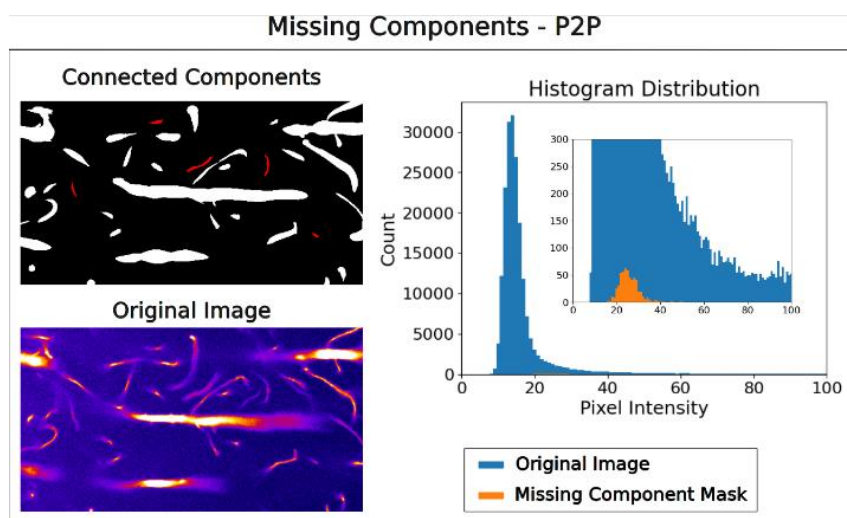 Missing Components - P2P
Connected Components
Original Image
Histogram Distribution
30000
25000
20000
15000
10000
5000
0
Count
300
250
200
150
100
50
0
0 20 40 60 80 100
0 20 40 60 80 100
Pixel Intensity
Original Image
Missing Component Mask